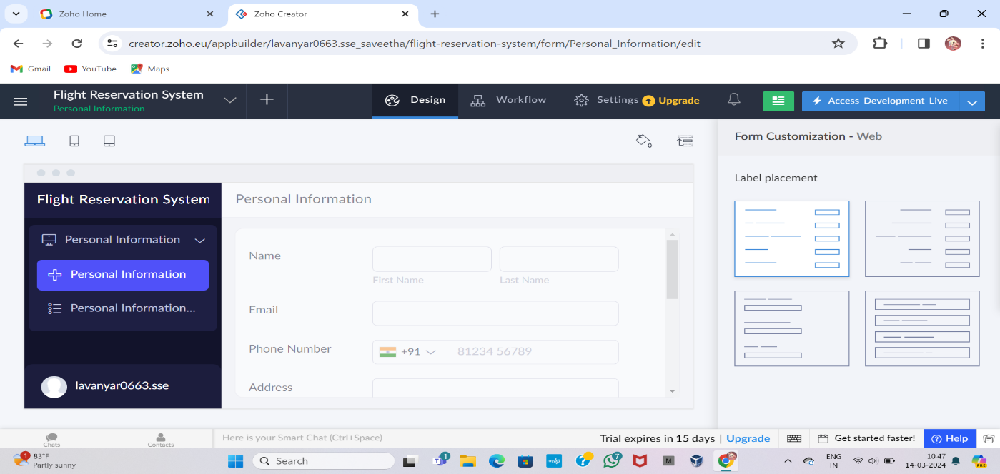 Zoho Home
Zoho Creator
creator.zoho.eu/appbuilder/lavanyar0663.sse_saveetha/flight-reservation-system/form/Personal_Information/edit
Gmail YouTube Maps
Flight Reservation System
Personal Information
Design Workflow Settings Upgrade Access Development Live
Form Customization - Web
Label placement
Flight Reservation System
Personal Information
Personal Information
Personal Information...
lavanyar0663.sse
Personal Information
Name
First Name Last Name
Email
Phone Number +91 81234 56789
Address
Chats Contacts Here is your Smart Chat (Ctrl+Space) Trial expires in 15 days | Upgrade Get started faster! Help
1 83°F
Partly sunny
Search
1
7
M
ENG
IN
10:47
14-03-2024
PRE